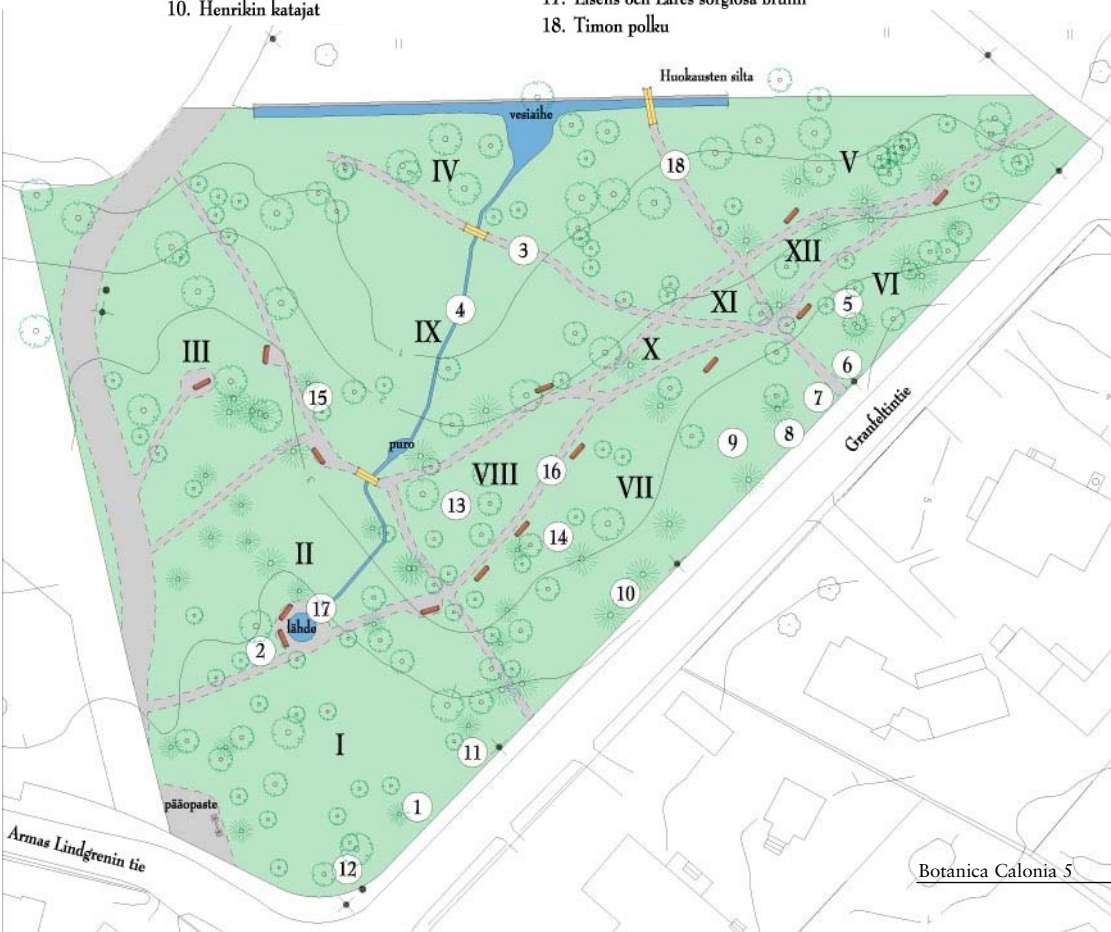 10. Henrikin katajat
18. Timon polku
Huokausten silta
vesiaihe
IV
18
V
3
XII
4
IX
XI
5
VI
III
X
6
15
7
8
Granfeltintie
9
puro
VIII
16
VII
13
14
II
17
lähde
10
2
I
11
pääopaste
1
Armas Lindgrenin tie
12
Botanica Calonia 5